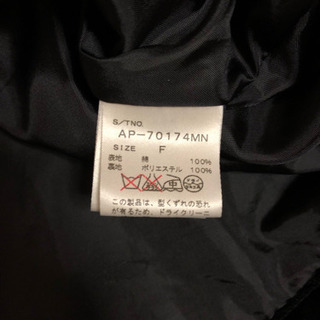 S/TNO.
AP-70174MN
SIZE F
表地 綿 100%
裏地 ポリエステル 100%
中
この製品は、型くずれの恐れ
が有るため、ドライクリーニ